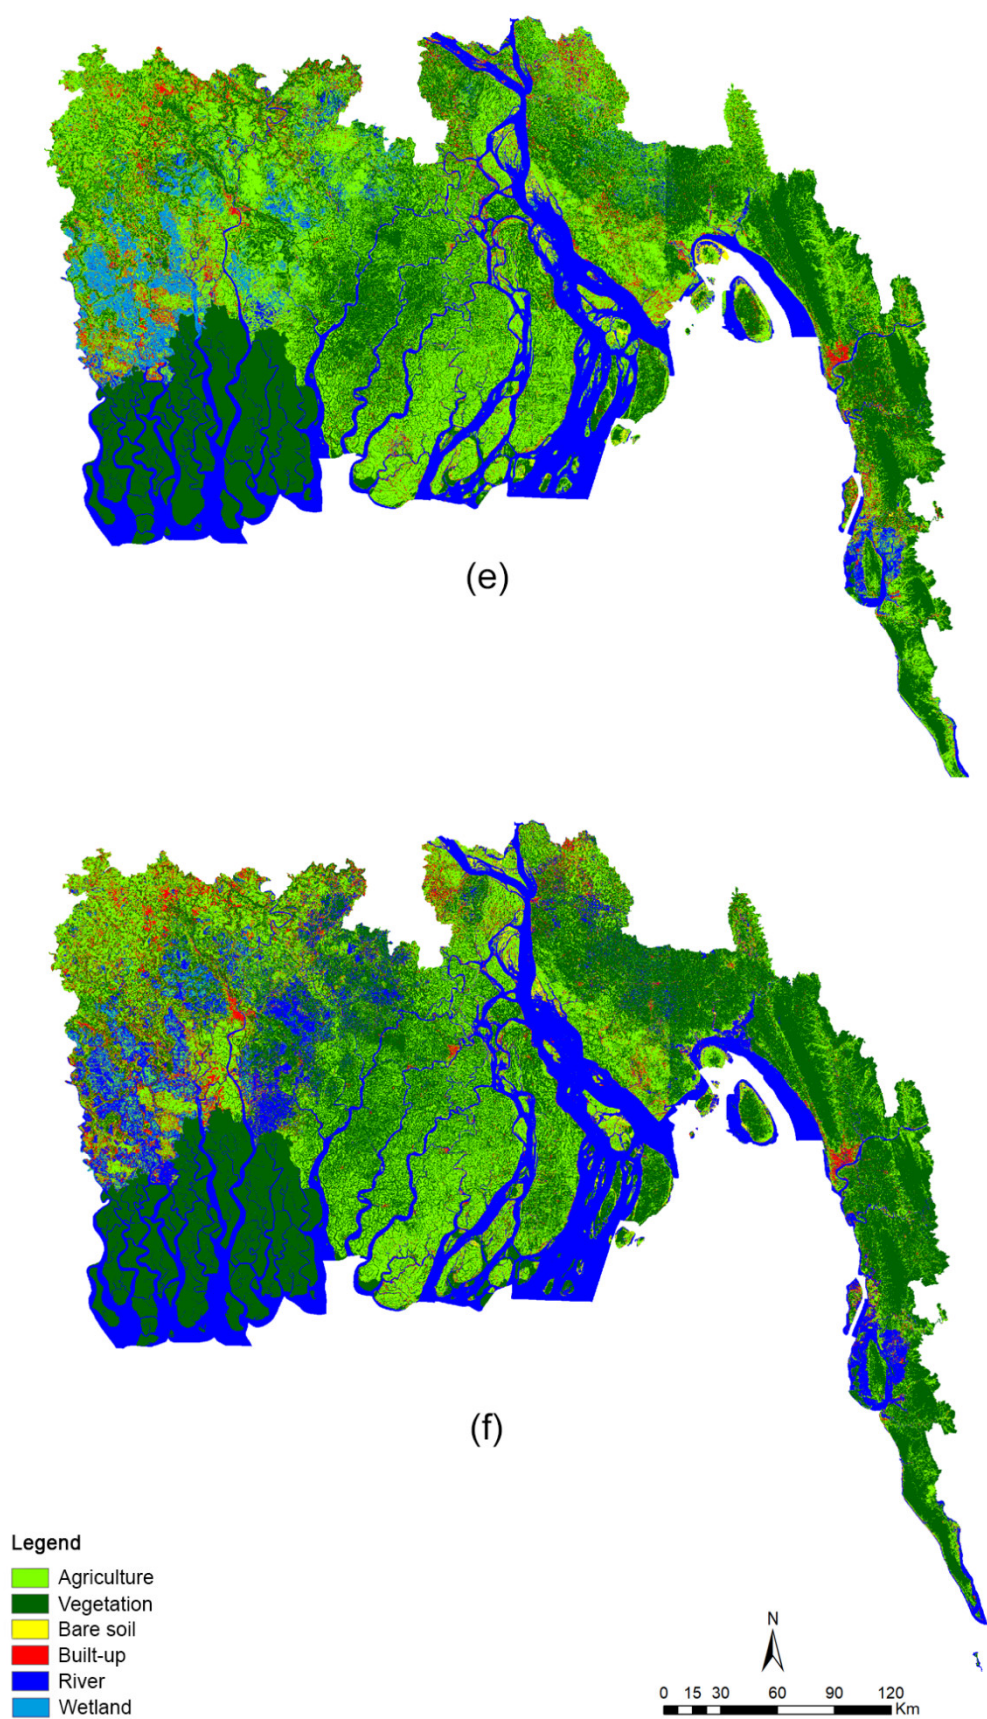 (e)
(f)
Legend
Agriculture
Vegetation
Bare soil
Built-up
River
Wetland
N
0 15 30 60 90 120
Km